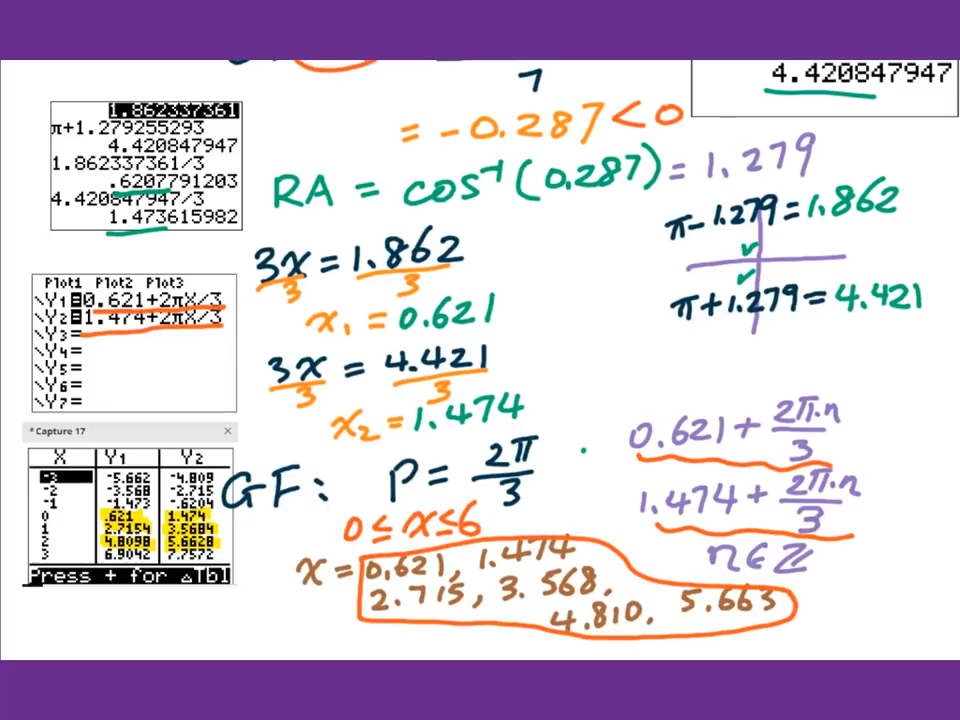 7
4.420847947
= -0.287 < 0
1.862337361
π+1.279255293
4.420847947
1.862337361/3
.6207791203
4.420847947/3
1.473615982
RA = cos⁻¹(0.287) = 1.279
π - 1.279 = 1.862
π + 1.279 = 4.421
3x = 1.862
3 3
x₁ = 0.621
3x = 4.421
3 3
x₂ = 1.474
Plot1 Plot2 Plot3
\Y1=0.621+2πX/3
\Y2=1.474+2πX/3
\Y3=
\Y4=
\Y5=
\Y6=
\Y7=
*Capture 17
X Y1 Y2
-3 -5.662 -4.809
-2 -3.568 -2.715
-1 -1.473 -.6204
0 .621 1.474
1 2.7154 3.5684
2 4.8098 5.6628
3 6.9042 7.7572
Press + for △Tbl
GF: P = 2π/3
0.621 + 2π·n/3
1.474 + 2π·n/3
n∈ℤ
0 ≤ x ≤ 6
x = 0.621, 1.474
2.715, 3.568,
4.810, 5.663